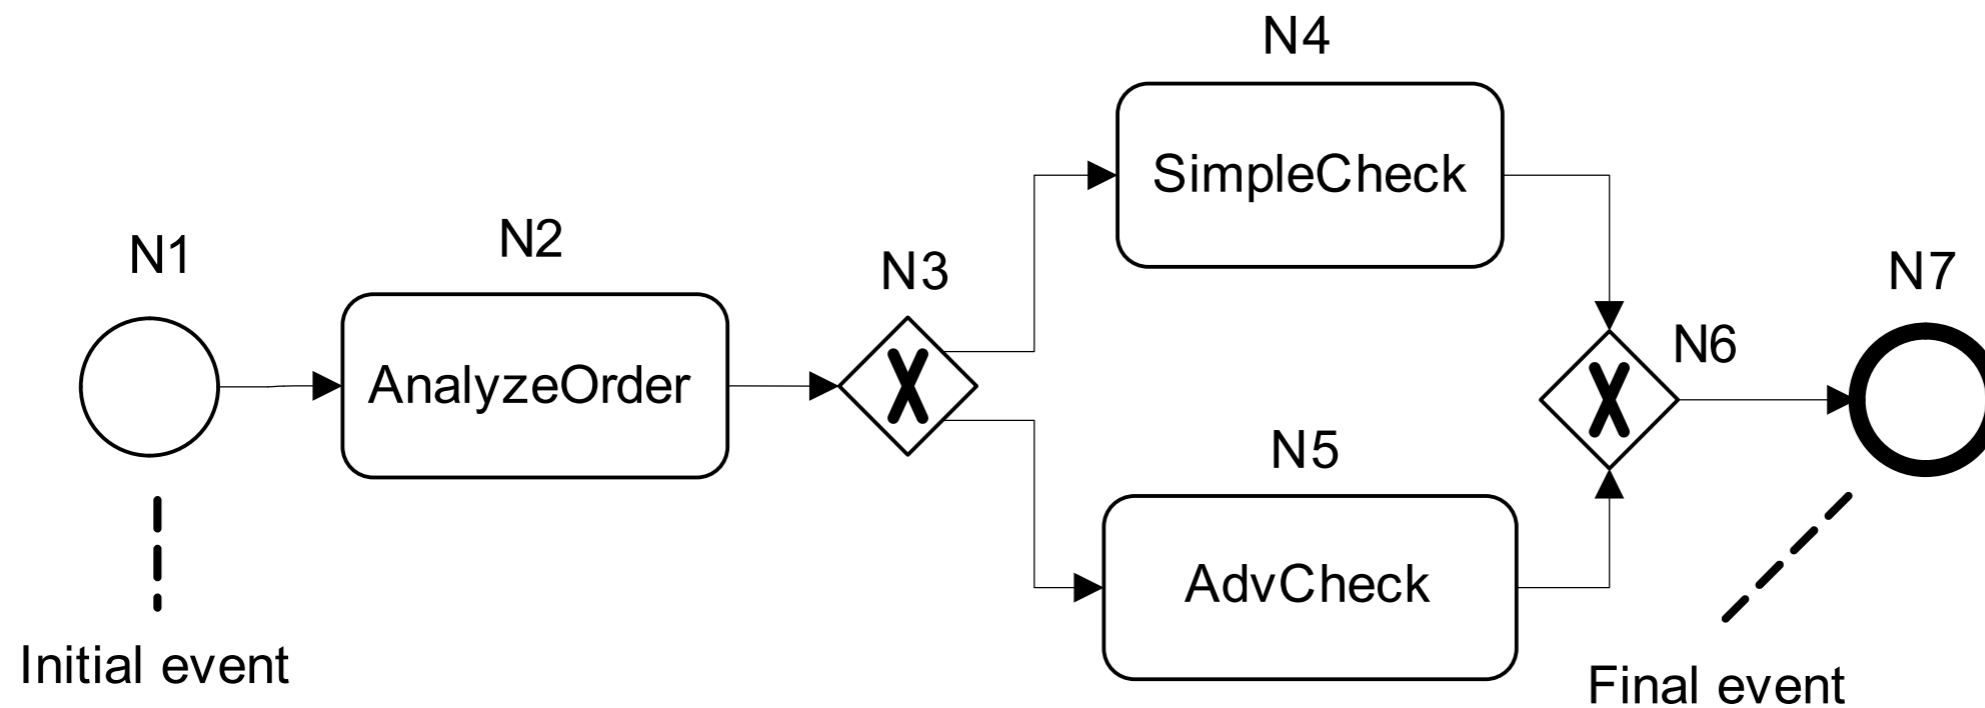 N1
N2
AnalyzeOrder
N3
N4
SimpleCheck
N5
AdvCheck
N6
N7
Initial event
Final event